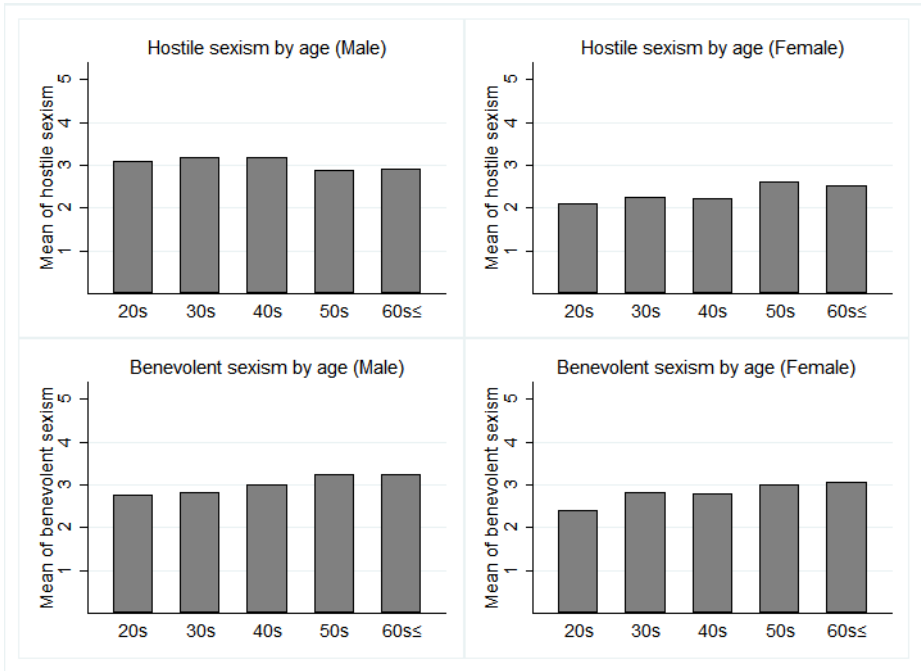 Hostile sexism by age (Male)
Mean of hostile sexism
5
4
3
2
1
20s 30s 40s 50s 60s≤
Hostile sexism by age (Female)
Mean of hostile sexism
5
4
3
2
1
20s 30s 40s 50s 60s≤
Benevolent sexism by age (Male)
Mean of benevolent sexism
5
4
3
2
1
20s 30s 40s 50s 60s≤
Benevolent sexism by age (Female)
Mean of benevolent sexism
5
4
3
2
1
20s 30s 40s 50s 60s≤